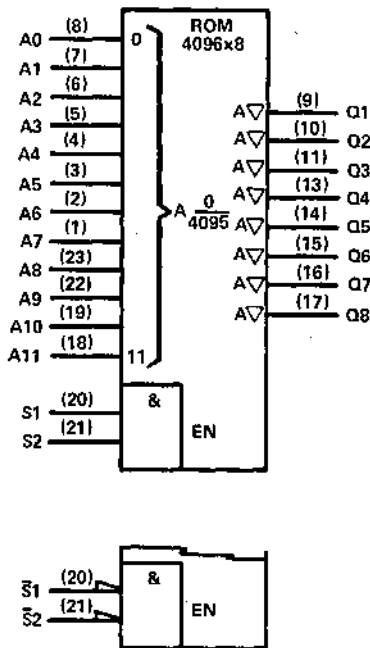 ROM
4096x8
A0 (8) 0
A1 (7)
A2 (6)
A3 (5)
A4 (4)
A5 (3)
A6 (2)
A7 (1)
A8 (23)
A9 (22)
A10 (19)
A11 (18) 11
A 0
4095
A▽ (9) Q1
A▽ (10) Q2
A▽ (11) Q3
A▽ (13) Q4
A▽ (14) Q5
A▽ (15) Q6
A▽ (16) Q7
A▽ (17) Q8
S1 (20) &
S2 (21) EN
S̅1 (20) &
S̅2 (21) EN